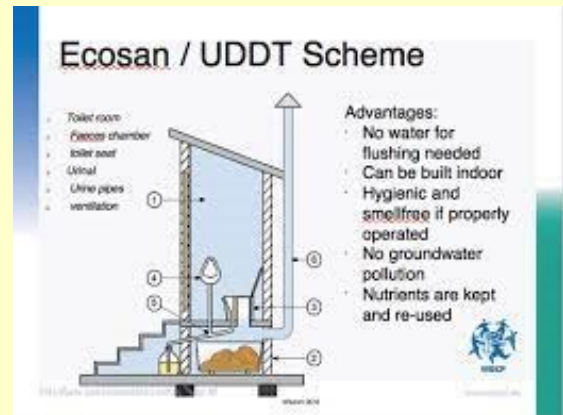 Ecosan / UDDT Scheme
Toilet room
Faeces chamber
toilet seat
Urinal
Urine pipes
ventilation
1
4
5
6
3
2
Advantages:
· No water for
flushing needed
· Can be built indoor
· Hygienic and
smellfree if properly
operated
· No groundwater
pollution
· Nutrients are kept
and re-used